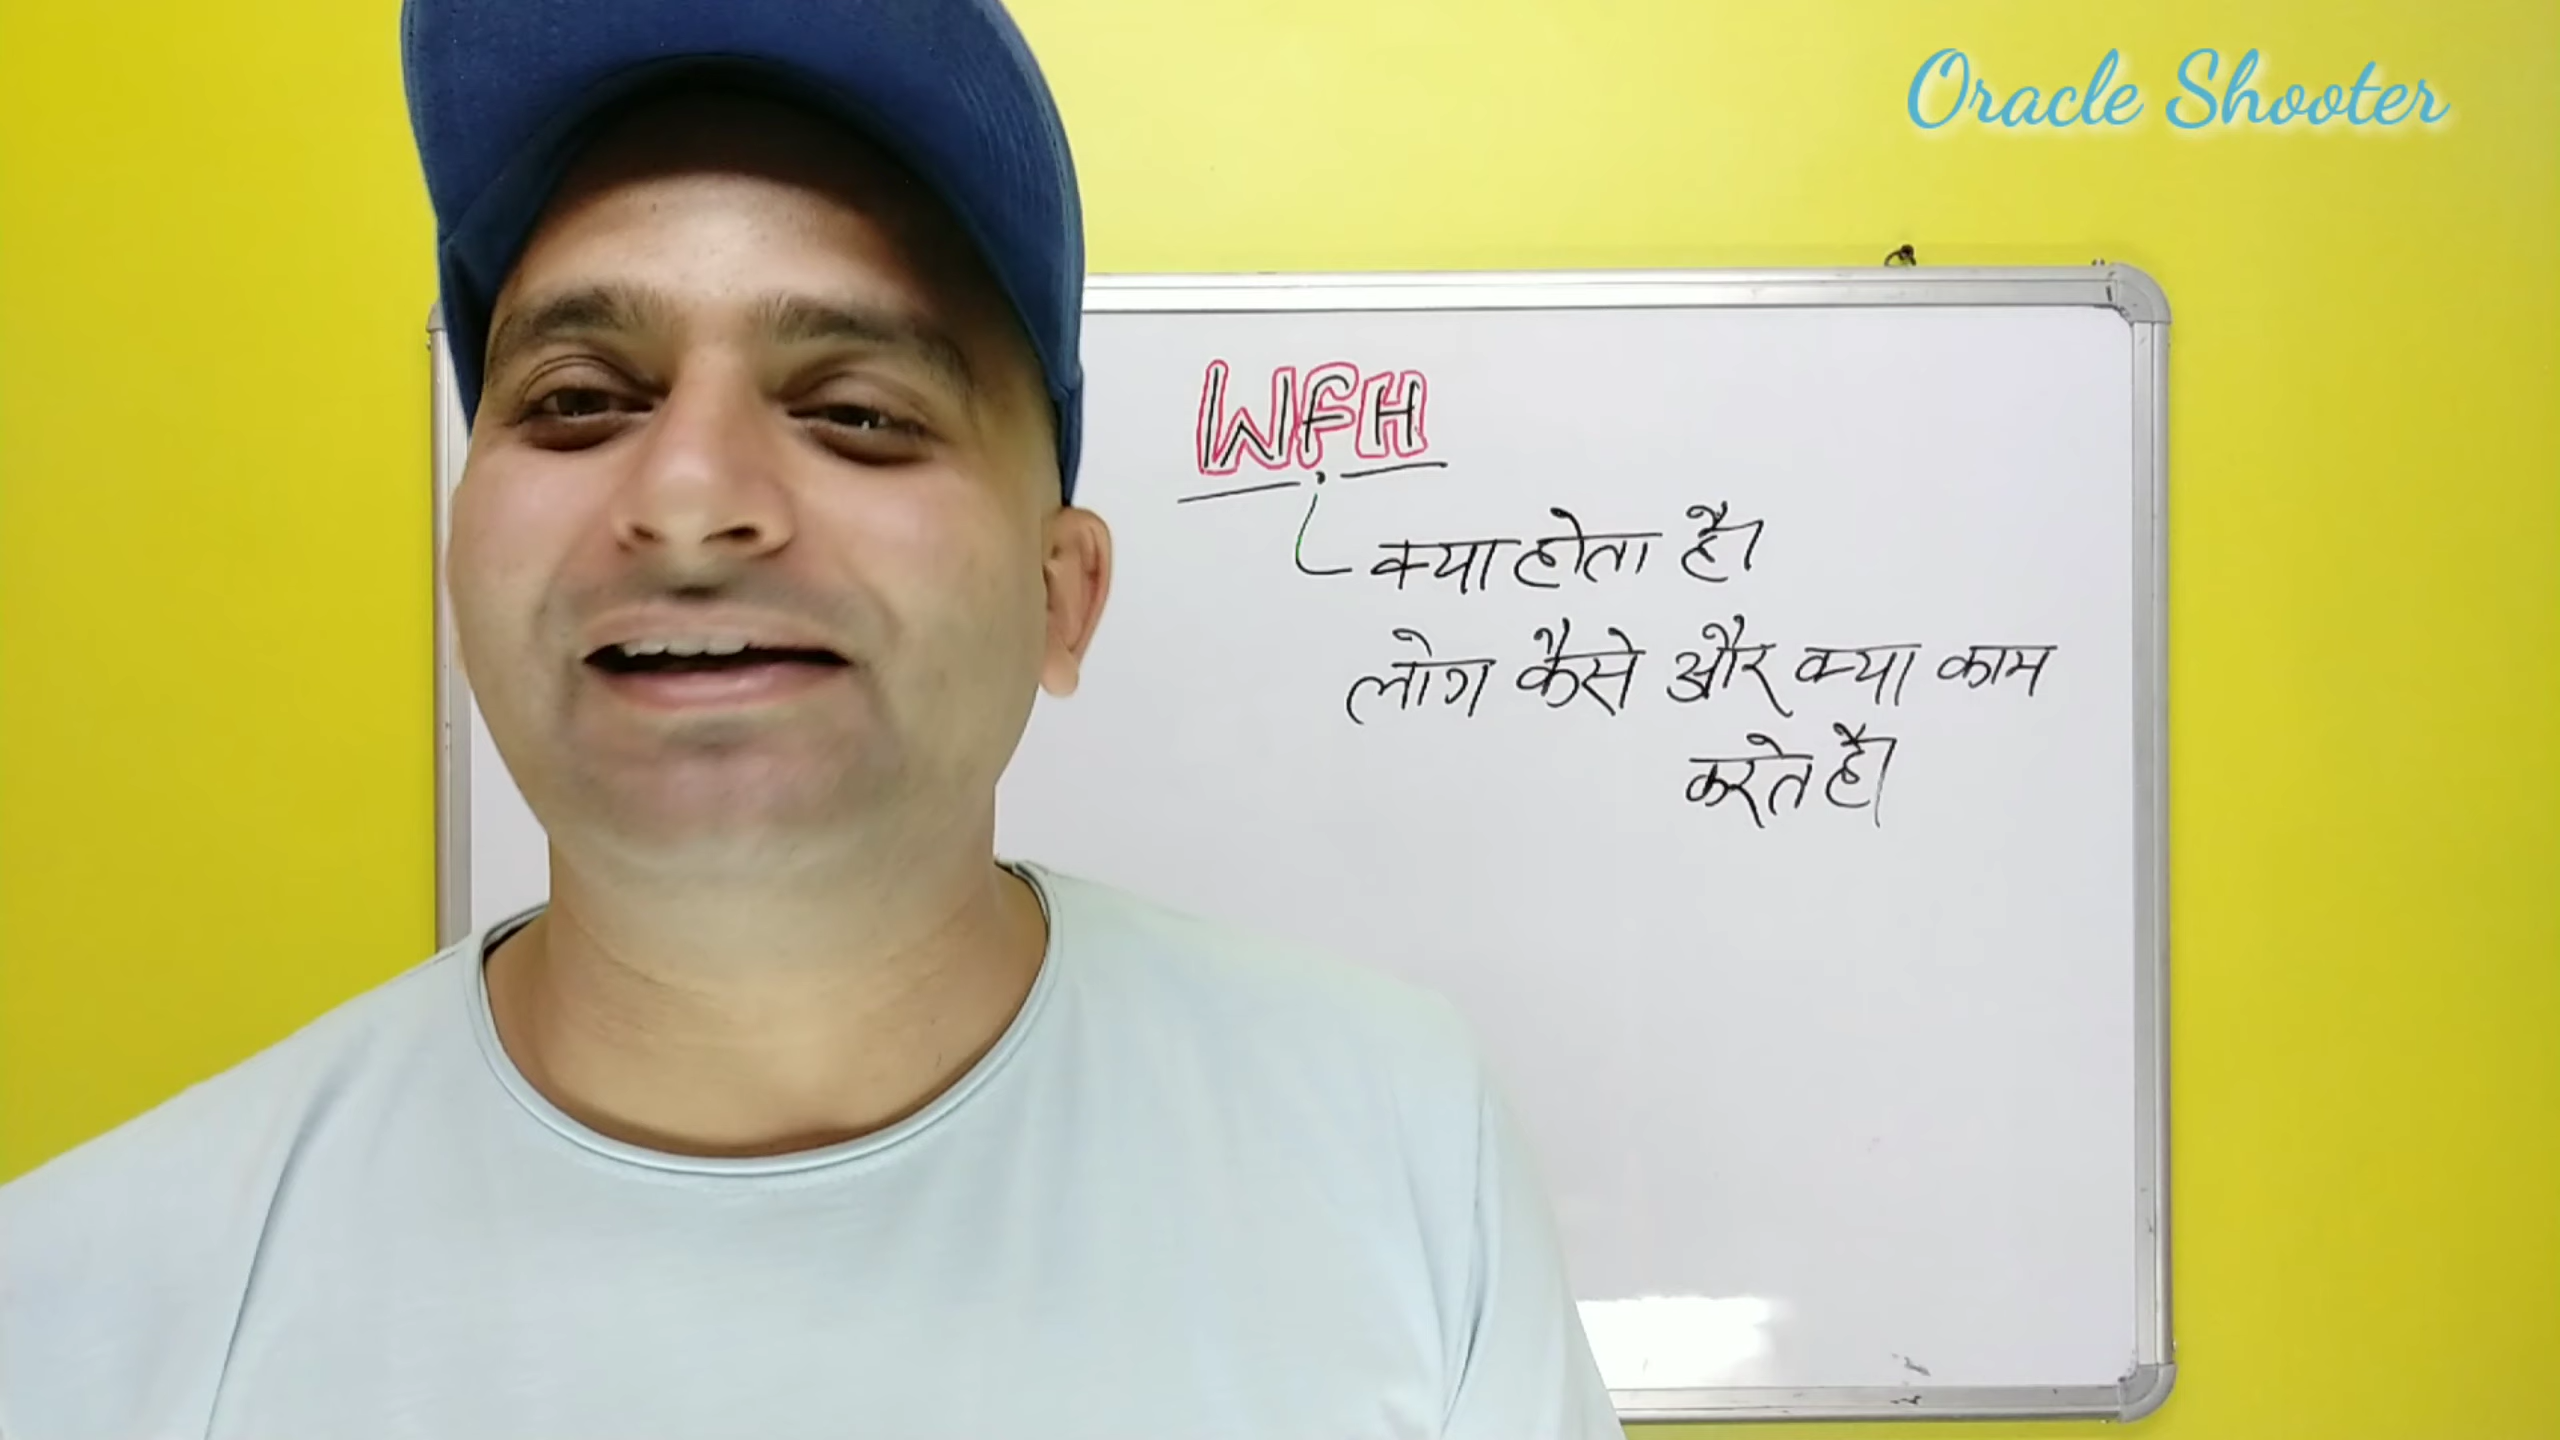 Oracle Shooter
WFH
क्या होता है।
लोग कैसे और क्या काम
करते है।